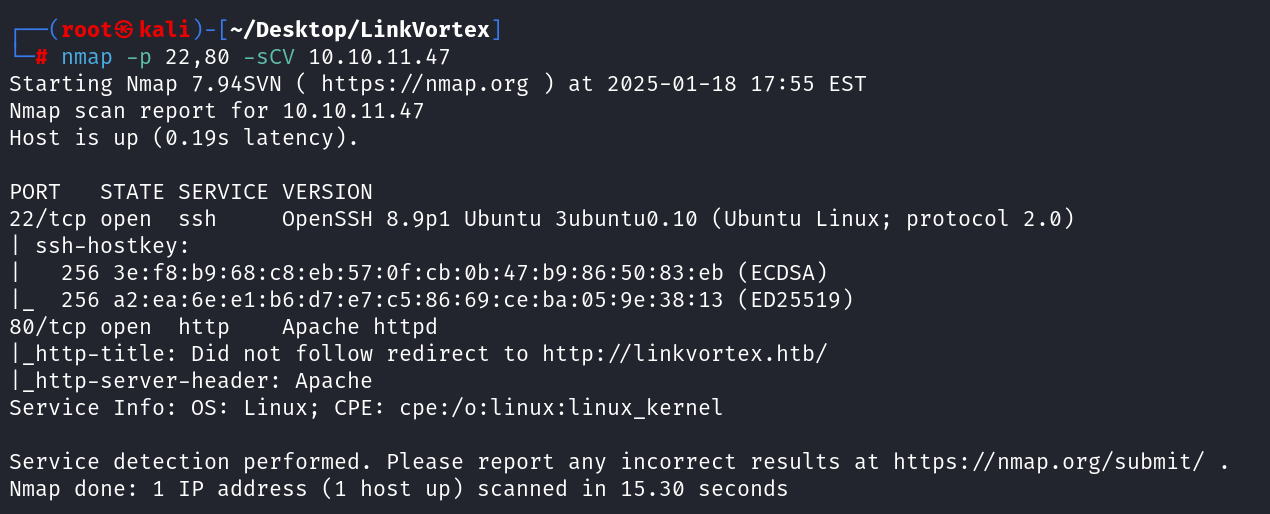 ┌──(root㉿kali)-[~/Desktop/LinkVortex]
└─# nmap -p 22,80 -sCV 10.10.11.47
Starting Nmap 7.94SVN ( https://nmap.org ) at 2025-01-18 17:55 EST
Nmap scan report for 10.10.11.47
Host is up (0.19s latency).

PORT   STATE SERVICE VERSION
22/tcp open  ssh     OpenSSH 8.9p1 Ubuntu 3ubuntu0.10 (Ubuntu Linux; protocol 2.0)
| ssh-hostkey:
|   256 3e:f8:b9:68:c8:eb:57:0f:cb:0b:47:b9:86:50:83:eb (ECDSA)
|_  256 a2:ea:6e:e1:b6:d7:e7:c5:86:69:ce:ba:05:9e:38:13 (ED25519)
80/tcp open  http    Apache httpd
|_http-title: Did not follow redirect to http://linkvortex.htb/
|_http-server-header: Apache
Service Info: OS: Linux; CPE: cpe:/o:linux:linux_kernel

Service detection performed. Please report any incorrect results at https://nmap.org/submit/ .
Nmap done: 1 IP address (1 host up) scanned in 15.30 seconds